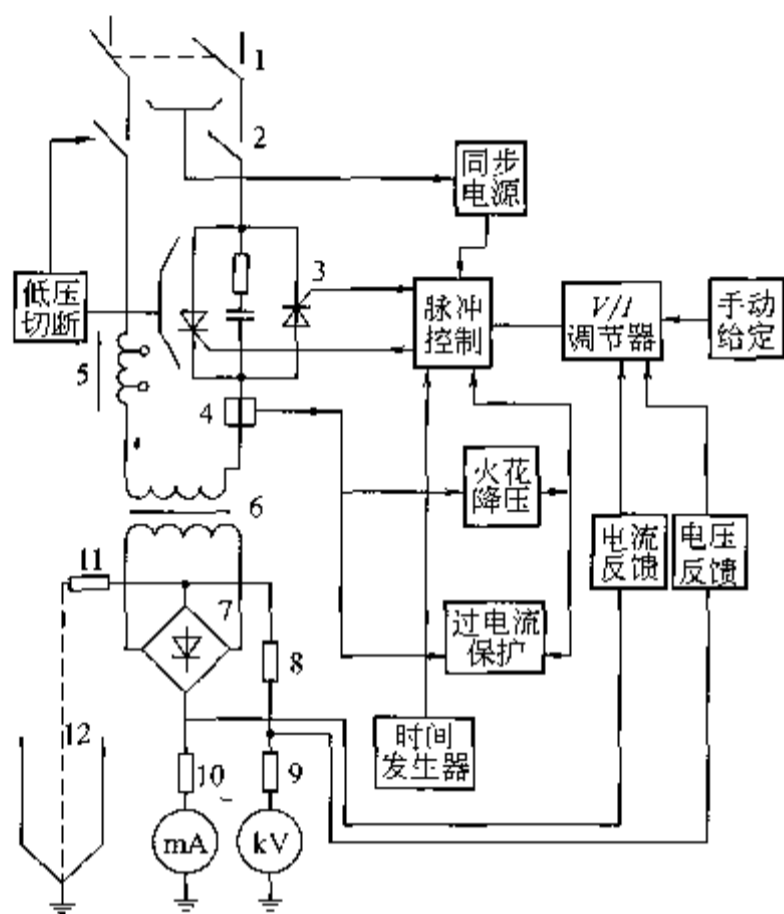 1
2
同步
电源
3
低压
切断
脉冲
控制
V/I
调节器
手动
给定
5
4
火花
降压
6
电流
反馈
电压
反馈
11
7
过电流
保护
8
12
时间
发生器
10
9
mA
kV